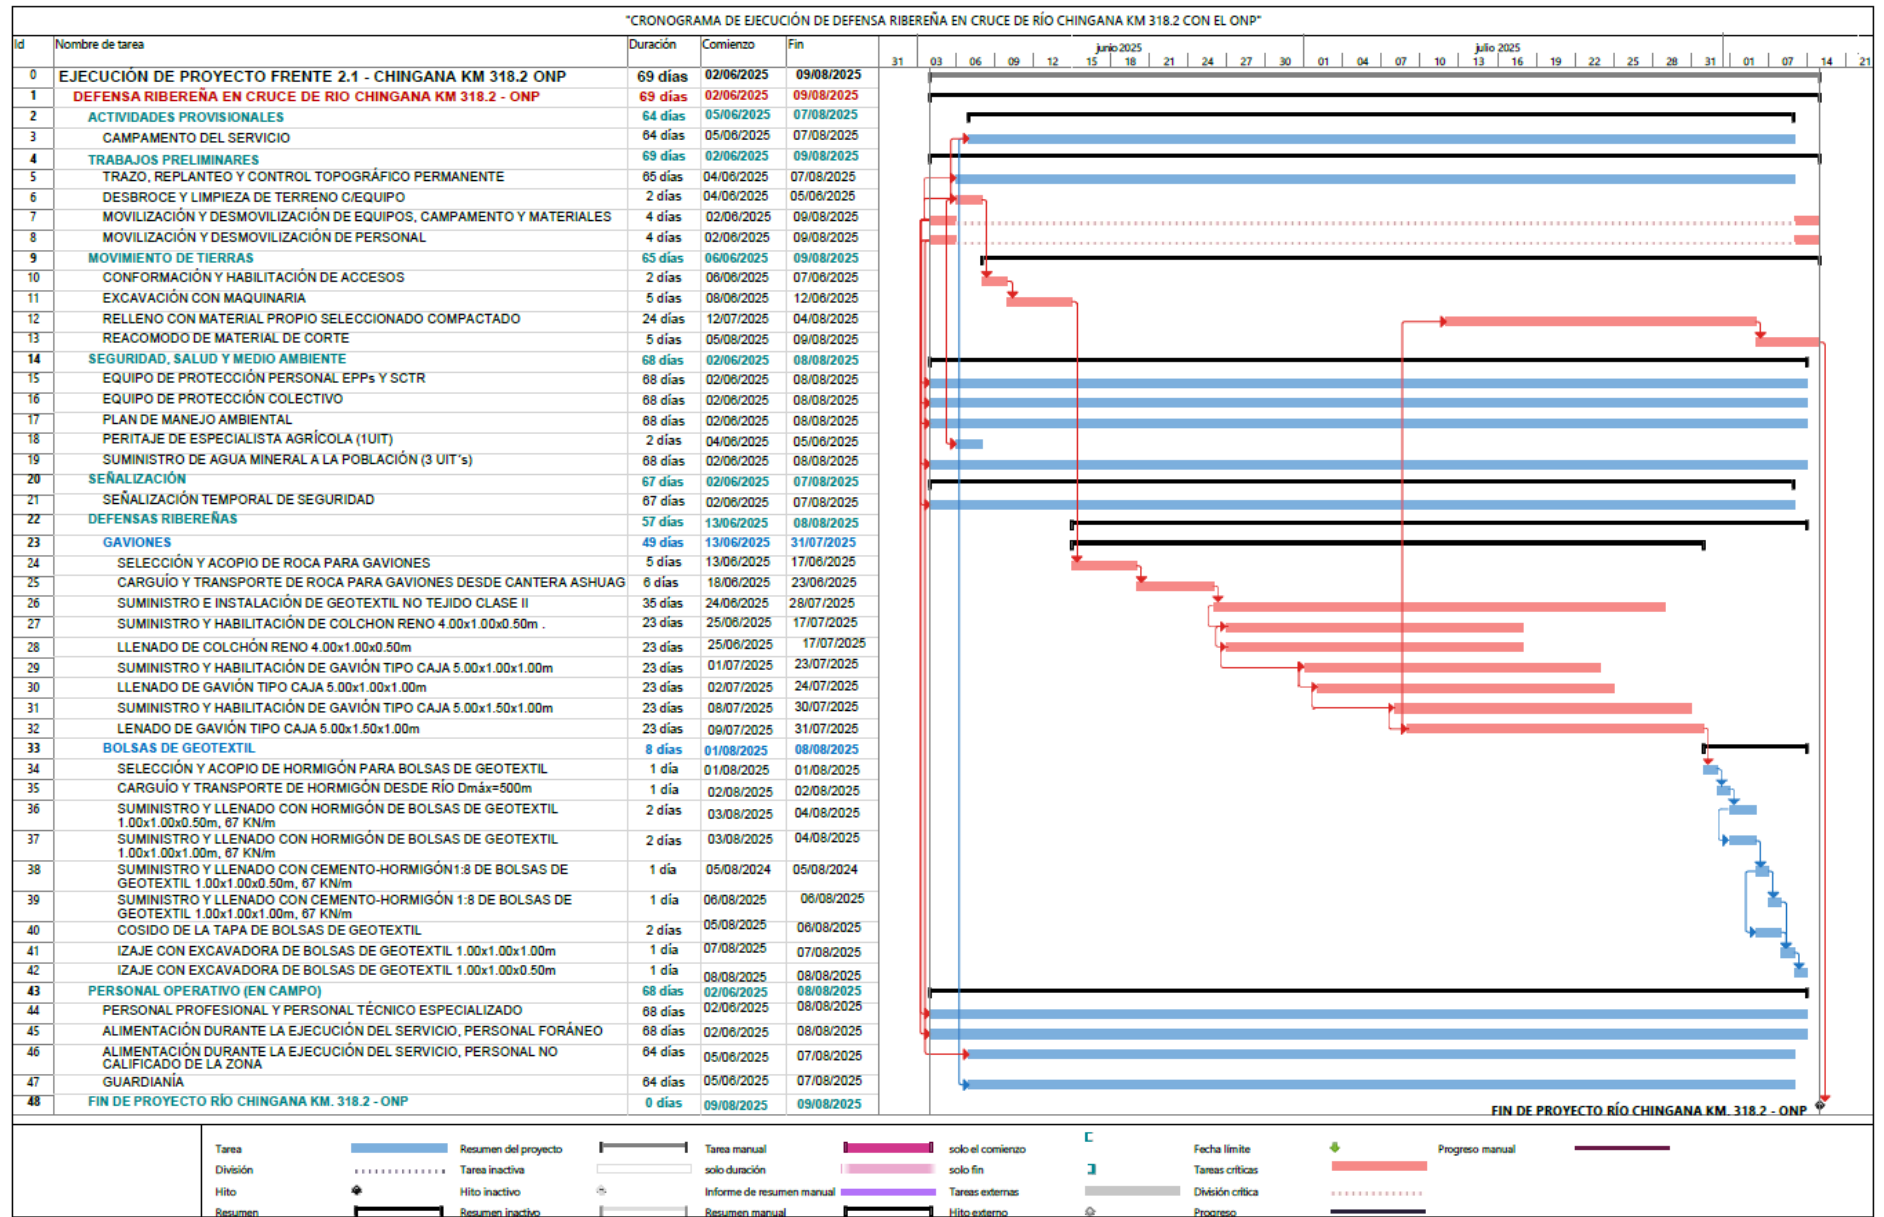 "CRONOGRAMA DE EJECUCIÓN DE DEFENSA RIBEREÑA EN CRUCE DE RÍO CHINGANA KM 318.2 CON EL ONP"
Id Nombre de tarea Duración Comienzo Fin junio 2025 julio 2025
31 03 06 09 12 15 18 21 24 27 30 01 04 07 10 13 16 19 22 25 28 31 01 07 14 21
0 EJECUCIÓN DE PROYECTO FRENTE 2.1 - CHINGANA KM 318.2 ONP 69 días 02/06/2025 09/08/2025
1 DEFENSA RIBEREÑA EN CRUCE DE RIO CHINGANA KM 318.2 - ONP 69 días 02/06/2025 09/08/2025
2 ACTIVIDADES PROVISIONALES 64 días 05/06/2025 07/08/2025
3 CAMPAMENTO DEL SERVICIO 64 días 05/06/2025 07/08/2025
4 TRABAJOS PRELIMINARES 69 días 02/06/2025 09/08/2025
5 TRAZO, REPLANTEO Y CONTROL TOPOGRÁFICO PERMANENTE 65 días 04/06/2025 07/08/2025
6 DESBROCE Y LIMPIEZA DE TERRENO C/EQUIPO 2 días 04/06/2025 05/06/2025
7 MOVILIZACIÓN Y DESMOVILIZACIÓN DE EQUIPOS, CAMPAMENTO Y MATERIALES 4 días 02/06/2025 09/08/2025
8 MOVILIZACIÓN Y DESMOVILIZACIÓN DE PERSONAL 4 días 02/06/2025 09/08/2025
9 MOVIMIENTO DE TIERRAS 65 días 06/06/2025 09/08/2025
10 CONFORMACIÓN Y HABILITACIÓN DE ACCESOS 2 días 06/06/2025 07/06/2025
11 EXCAVACIÓN CON MAQUINARIA 5 días 08/06/2025 12/06/2025
12 RELLENO CON MATERIAL PROPIO SELECCIONADO COMPACTADO 24 días 12/07/2025 04/08/2025
13 REACOMODO DE MATERIAL DE CORTE 5 días 05/08/2025 09/08/2025
14 SEGURIDAD, SALUD Y MEDIO AMBIENTE 68 días 02/06/2025 08/08/2025
15 EQUIPO DE PROTECCIÓN PERSONAL EPPs Y SCTR 68 días 02/06/2025 08/08/2025
16 EQUIPO DE PROTECCIÓN COLECTIVO 68 días 02/06/2025 08/08/2025
17 PLAN DE MANEJO AMBIENTAL 68 días 02/06/2025 08/08/2025
18 PERITAJE DE ESPECIALISTA AGRÍCOLA (1UIT) 2 días 04/06/2025 05/06/2025
19 SUMINISTRO DE AGUA MINERAL A LA POBLACIÓN (3 UIT's) 68 días 02/06/2025 08/08/2025
20 SEÑALIZACIÓN 67 días 02/06/2025 07/08/2025
21 SEÑALIZACIÓN TEMPORAL DE SEGURIDAD 67 días 02/06/2025 07/08/2025
22 DEFENSAS RIBEREÑAS 57 días 13/06/2025 08/08/2025
23 GAVIONES 49 días 13/06/2025 31/07/2025
24 SELECCIÓN Y ACOPIO DE ROCA PARA GAVIONES 5 días 13/06/2025 17/06/2025
25 CARGUÍO Y TRANSPORTE DE ROCA PARA GAVIONES DESDE CANTERA ASHUAG 6 días 18/06/2025 23/06/2025
26 SUMINISTRO E INSTALACIÓN DE GEOTEXTIL NO TEJIDO CLASE II 35 días 24/06/2025 28/07/2025
27 SUMINISTRO Y HABILITACIÓN DE COLCHON RENO 4.00x1.00x0.50m . 23 días 25/06/2025 17/07/2025
28 LLENADO DE COLCHÓN RENO 4.00x1.00x0.50m 23 días 25/06/2025 17/07/2025
29 SUMINISTRO Y HABILITACIÓN DE GAVIÓN TIPO CAJA 5.00x1.00x1.00m 23 días 01/07/2025 23/07/2025
30 LLENADO DE GAVIÓN TIPO CAJA 5.00x1.00x1.00m 23 días 02/07/2025 24/07/2025
31 SUMINISTRO Y HABILITACIÓN DE GAVIÓN TIPO CAJA 5.00x1.50x1.00m 23 días 08/07/2025 30/07/2025
32 LENADO DE GAVIÓN TIPO CAJA 5.00x1.50x1.00m 23 días 09/07/2025 31/07/2025
33 BOLSAS DE GEOTEXTIL 8 días 01/08/2025 08/08/2025
34 SELECCIÓN Y ACOPIO DE HORMIGÓN PARA BOLSAS DE GEOTEXTIL 1 día 01/08/2025 01/08/2025
35 CARGUÍO Y TRANSPORTE DE HORMIGÓN DESDE RÍO Dmáx=500m 1 día 02/08/2025 02/08/2025
36 SUMINISTRO Y LLENADO CON HORMIGÓN DE BOLSAS DE GEOTEXTIL 2 días 03/08/2025 04/08/2025
1.00x1.00x0.50m, 67 KN/m
37 SUMINISTRO Y LLENADO CON HORMIGÓN DE BOLSAS DE GEOTEXTIL 2 días 03/08/2025 04/08/2025
1.00x1.00x1.00m, 67 KN/m
38 SUMINISTRO Y LLENADO CON CEMENTO-HORMIGÓN1:8 DE BOLSAS DE 1 día 05/08/2024 05/08/2024
GEOTEXTIL 1.00x1.00x0.50m, 67 KN/m
39 SUMINISTRO Y LLENADO CON CEMENTO-HORMIGÓN 1:8 DE BOLSAS DE 1 día 06/08/2025 06/08/2025
GEOTEXTIL 1.00x1.00x1.00m, 67 KN/m
40 COSIDO DE LA TAPA DE BOLSAS DE GEOTEXTIL 2 días 05/08/2025 06/08/2025
41 IZAJE CON EXCAVADORA DE BOLSAS DE GEOTEXTIL 1.00x1.00x1.00m 1 día 07/08/2025 07/08/2025
42 IZAJE CON EXCAVADORA DE BOLSAS DE GEOTEXTIL 1.00x1.00x0.50m 1 día 08/08/2025 08/08/2025
43 PERSONAL OPERATIVO (EN CAMPO) 68 días 02/06/2025 08/08/2025
44 PERSONAL PROFESIONAL Y PERSONAL TÉCNICO ESPECIALIZADO 68 días 02/06/2025 08/08/2025
45 ALIMENTACIÓN DURANTE LA EJECUCIÓN DEL SERVICIO, PERSONAL FORÁNEO 68 días 02/06/2025 08/08/2025
46 ALIMENTACIÓN DURANTE LA EJECUCIÓN DEL SERVICIO, PERSONAL NO 64 días 05/06/2025 07/08/2025
CALIFICADO DE LA ZONA
47 GUARDIANÍA 64 días 05/06/2025 07/08/2025
48 FIN DE PROYECTO RÍO CHINGANA KM. 318.2 - ONP 0 días 09/08/2025 09/08/2025
FIN DE PROYECTO RÍO CHINGANA KM. 318.2 - ONP
Tarea Resumen del proyecto Tarea manual solo el comienzo Fecha límite Progreso manual
División Tarea inactiva solo duración solo fin Tareas críticas
Hito Hito inactivo Informe de resumen manual Tareas externas División crítica
Resumen Resumen inactivo Resumen manual Hito externo Progreso